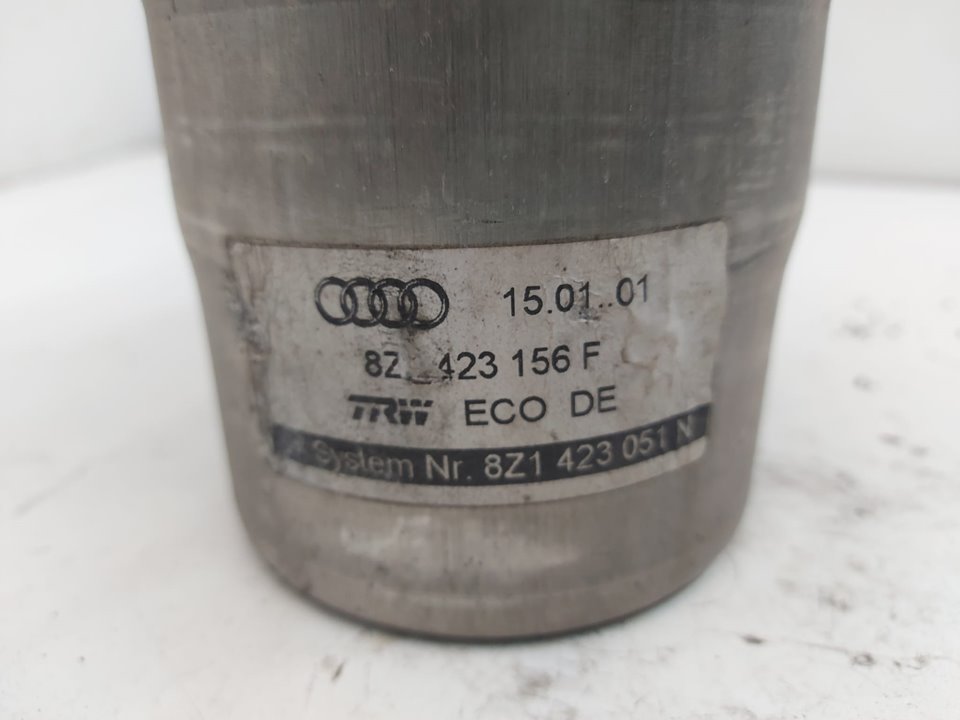 15.01..01
8Z 423 156 F
TRW ECO DE
System Nr. 8Z1 423 051 N